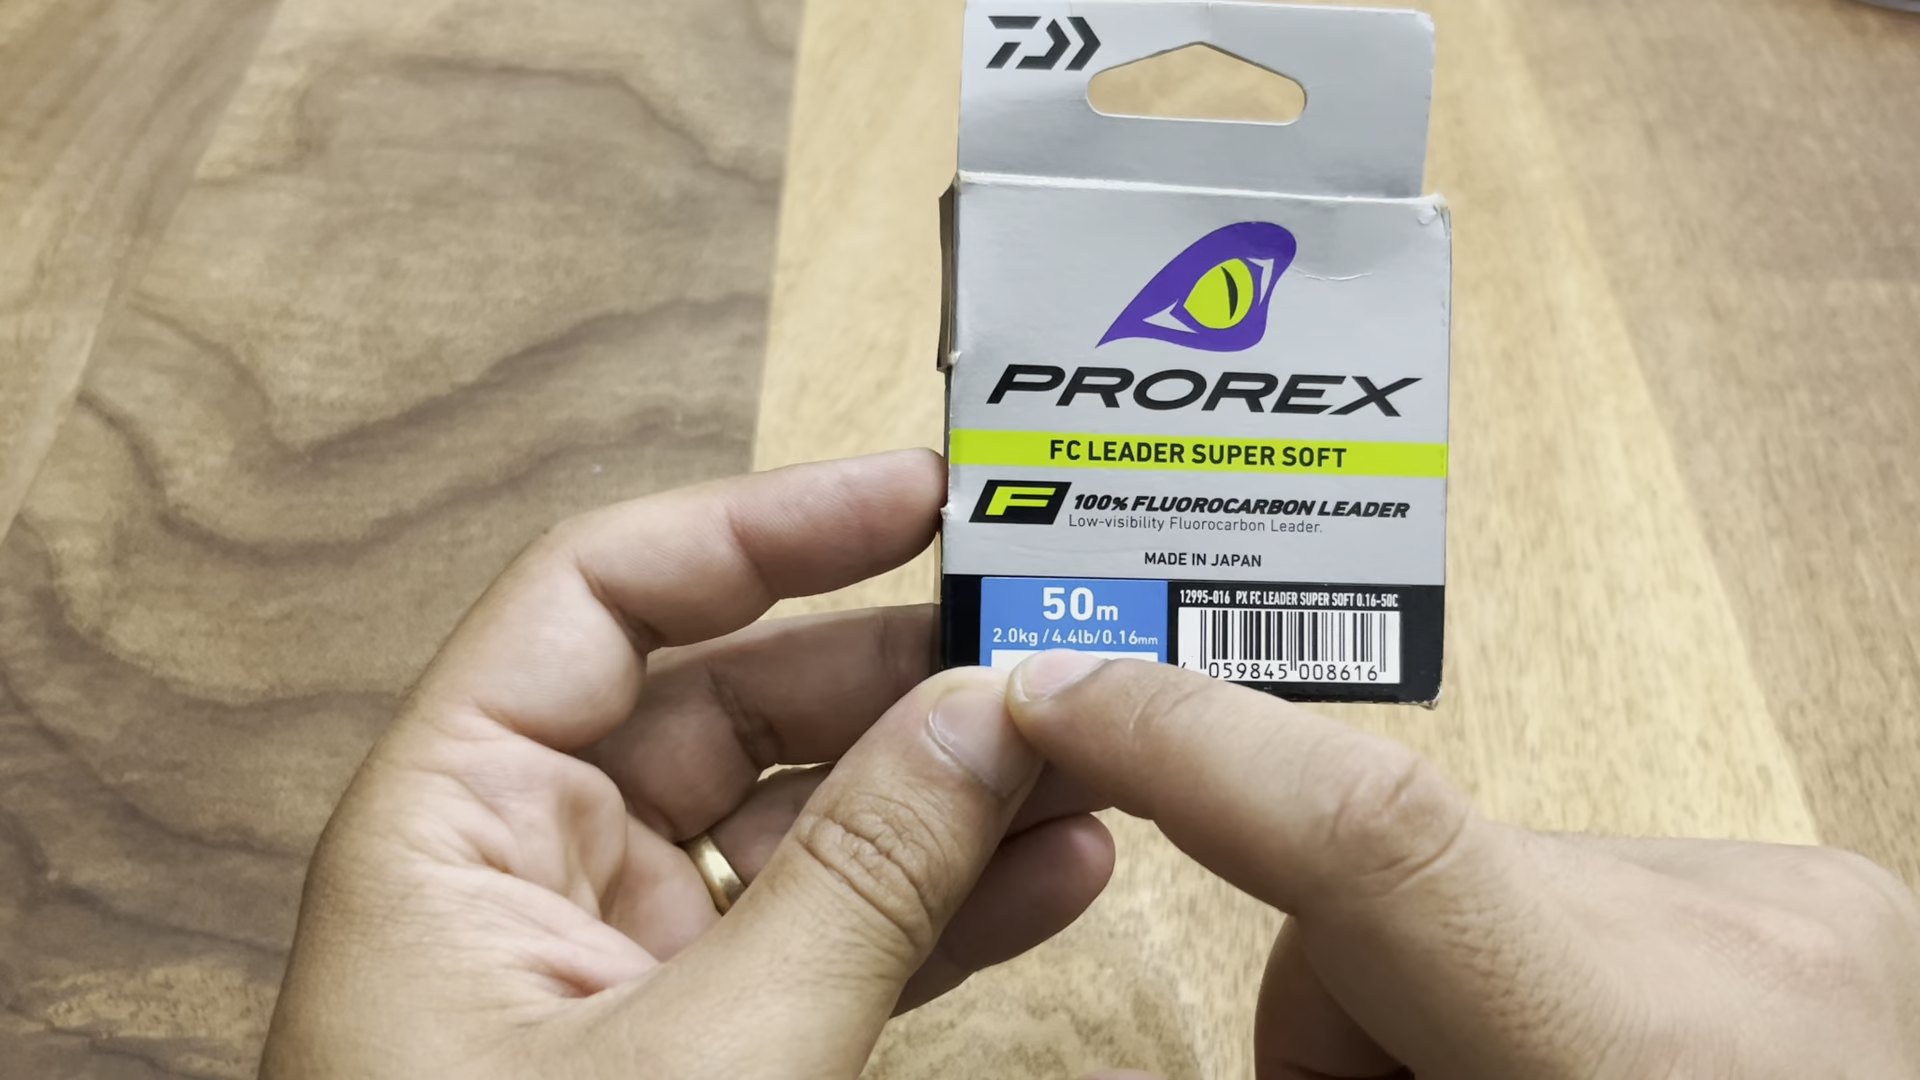 PROREX
FC LEADER SUPER SOFT
F 100% FLUOROCARBON LEADER
Low-visibility Fluorocarbon Leader.
MADE IN JAPAN
50m
2.0kg / 4.4lb/0.16mm
12995-016 PX FC LEADER SUPER SOFT 0.16-50C
4 059845 008616